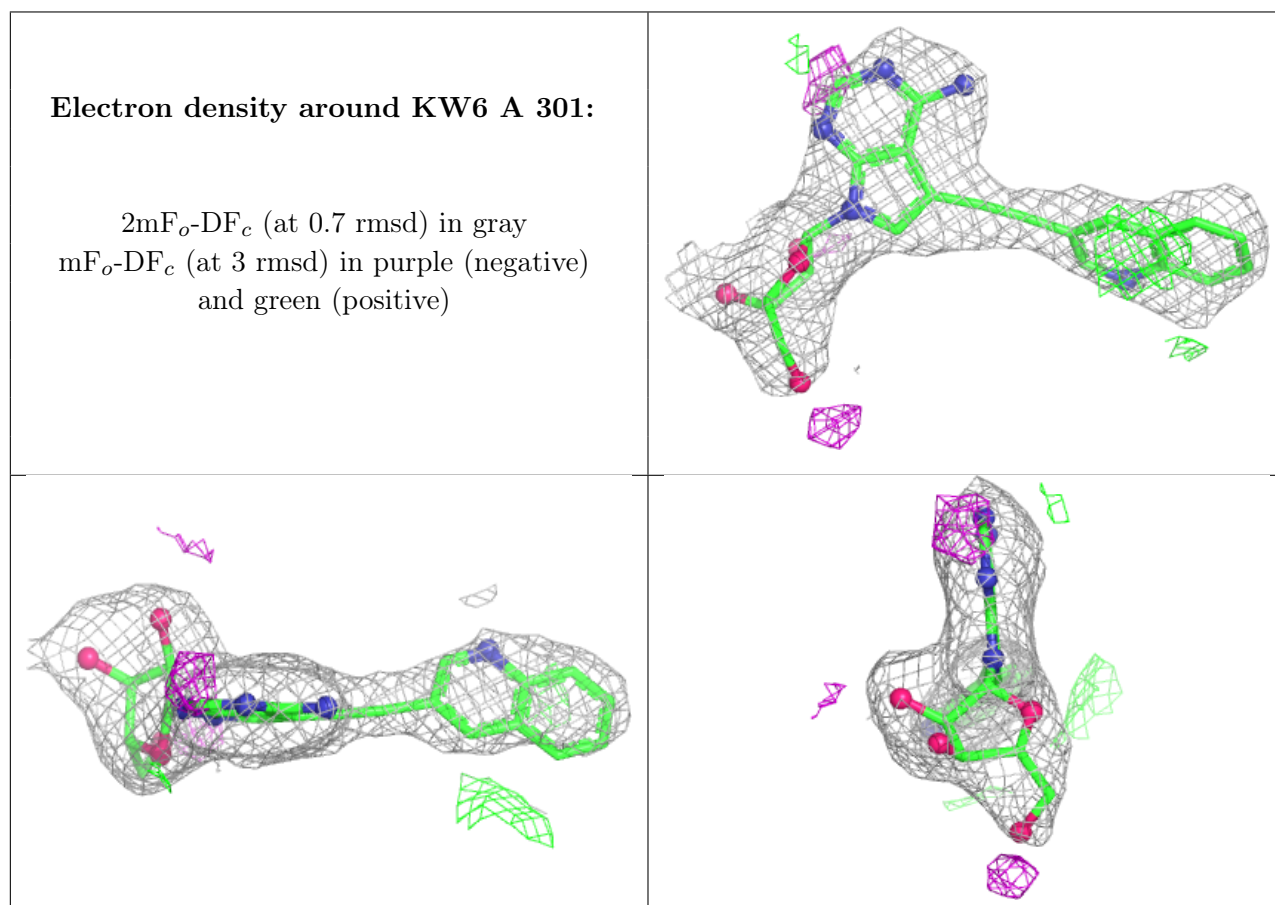 Electron density around KW6 A 301:
2mFₒ-DF𝒸 (at 0.7 rmsd) in gray
mFₒ-DF𝒸 (at 3 rmsd) in purple (negative)
and green (positive)